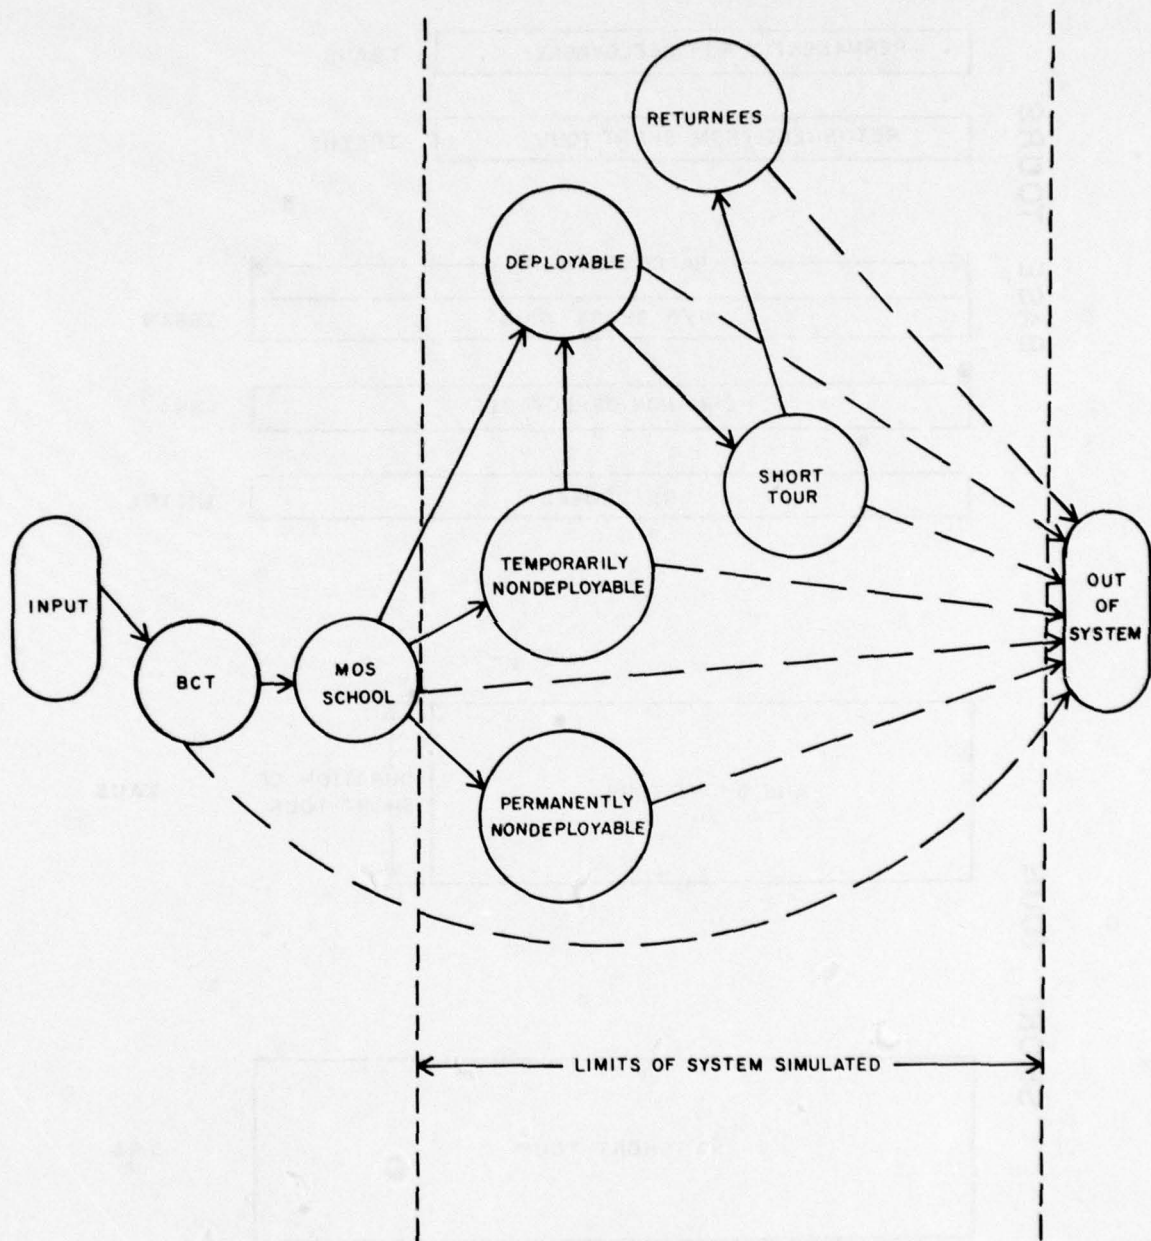 RETURNEES
DEPLOYABLE
SHORT
TOUR
TEMPORARILY
NONDEPLOYABLE
INPUT
BCT
MOS
SCHOOL
OUT
OF
SYSTEM
PERMANENTLY
NONDEPLOYABLE
LIMITS OF SYSTEM SIMULATED